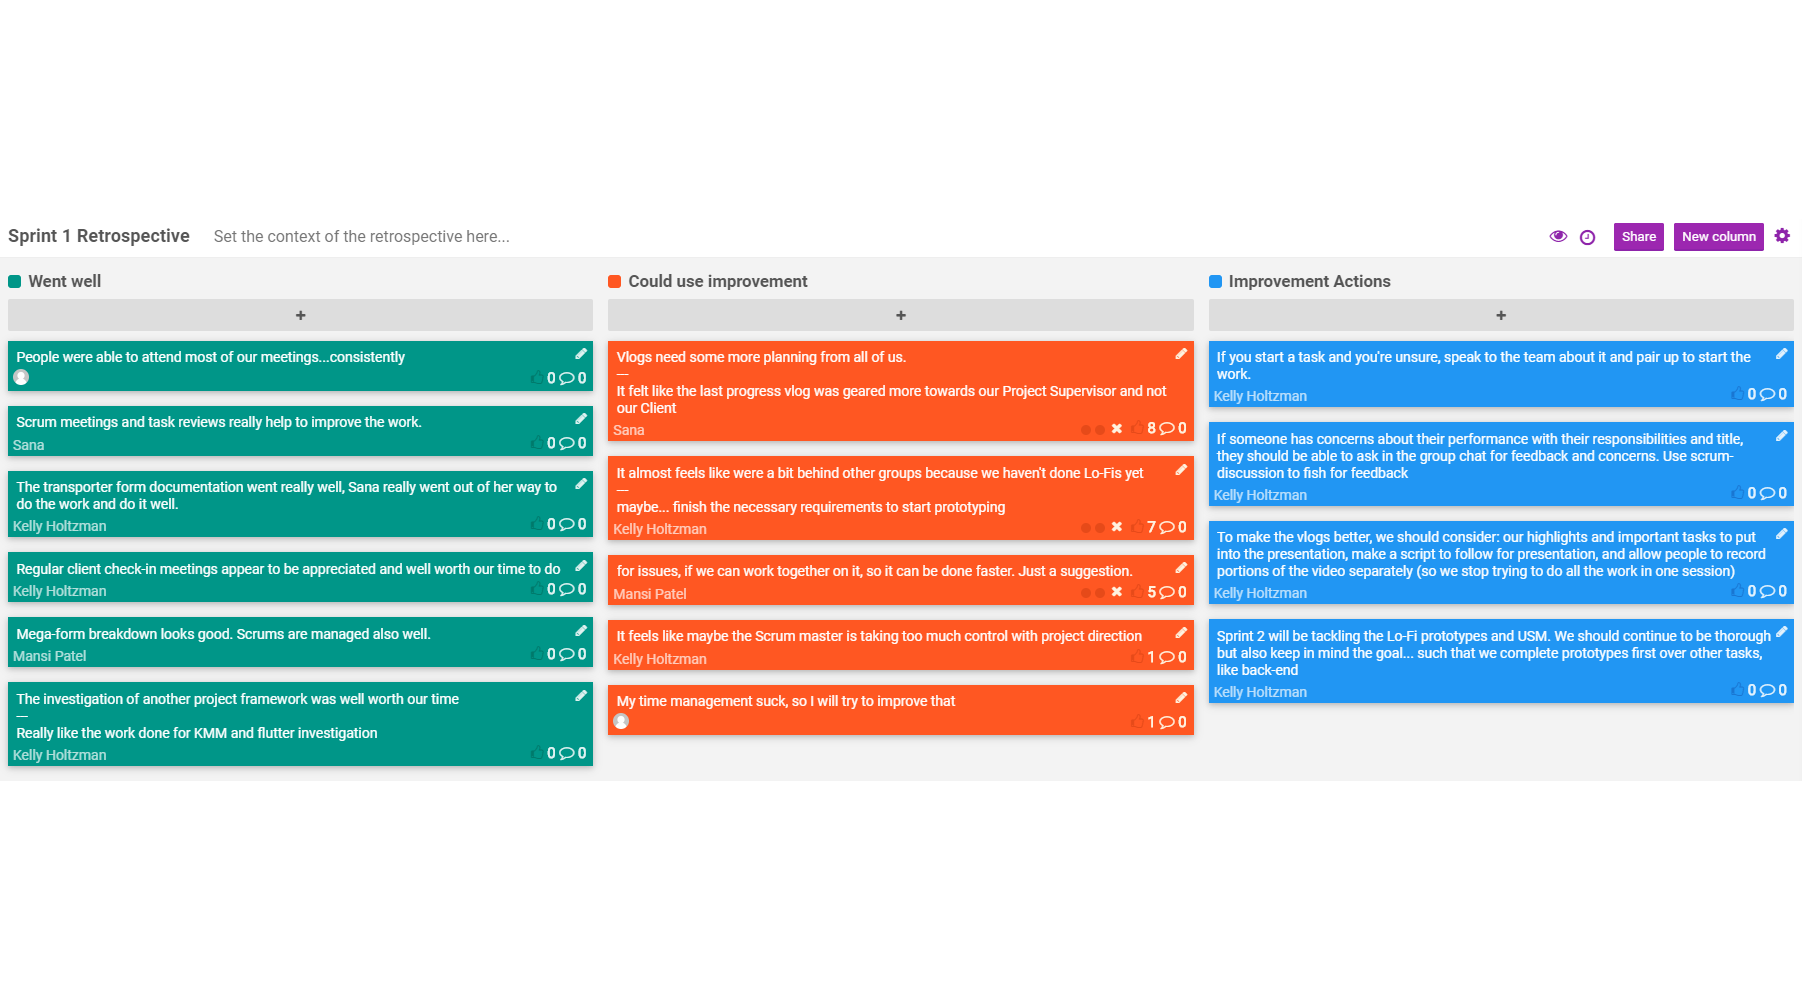 Sprint 1 Retrospective
Set the context of the retrospective here...
Share
New column
Went well
+
People were able to attend most of our meetings...consistently
0 0
Scrum meetings and task reviews really help to improve the work.
Sana
0 0
The transporter form documentation went really well, Sana really went out of her way to
do the work and do it well.
Kelly Holtzman
0 0
Regular client check-in meetings appear to be appreciated and well worth our time to do
Kelly Holtzman
0 0
Mega-form breakdown looks good. Scrums are managed also well.
Mansi Patel
0 0
The investigation of another project framework was well worth our time
—
Really like the work done for KMM and flutter investigation
Kelly Holtzman
0 0
Could use improvement
+
Vlogs need some more planning from all of us.
—
It felt like the last progress vlog was geared more towards our Project Supervisor and not
our Client
Sana
8 0
It almost feels like were a bit behind other groups because we haven't done Lo-Fis yet
—
maybe... finish the necessary requirements to start prototyping
Kelly Holtzman
7 0
for issues, if we can work together on it, so it can be done faster. Just a suggestion.
Mansi Patel
5 0
It feels like maybe the Scrum master is taking too much control with project direction
Kelly Holtzman
1 0
My time management suck, so I will try to improve that
1 0
Improvement Actions
+
If you start a task and you're unsure, speak to the team about it and pair up to start the
work.
Kelly Holtzman
0 0
If someone has concerns about their performance with their responsibilities and title,
they should be able to ask in the group chat for feedback and concerns. Use scrum-
discussion to fish for feedback
Kelly Holtzman
0 0
To make the vlogs better, we should consider: our highlights and important tasks to put
into the presentation, make a script to follow for presentation, and allow people to record
portions of the video separately (so we stop trying to do all the work in one session)
Kelly Holtzman
0 0
Sprint 2 will be tackling the Lo-Fi prototypes and USM. We should continue to be thorough
but also keep in mind the goal... such that we complete prototypes first over other tasks,
like back-end
Kelly Holtzman
0 0